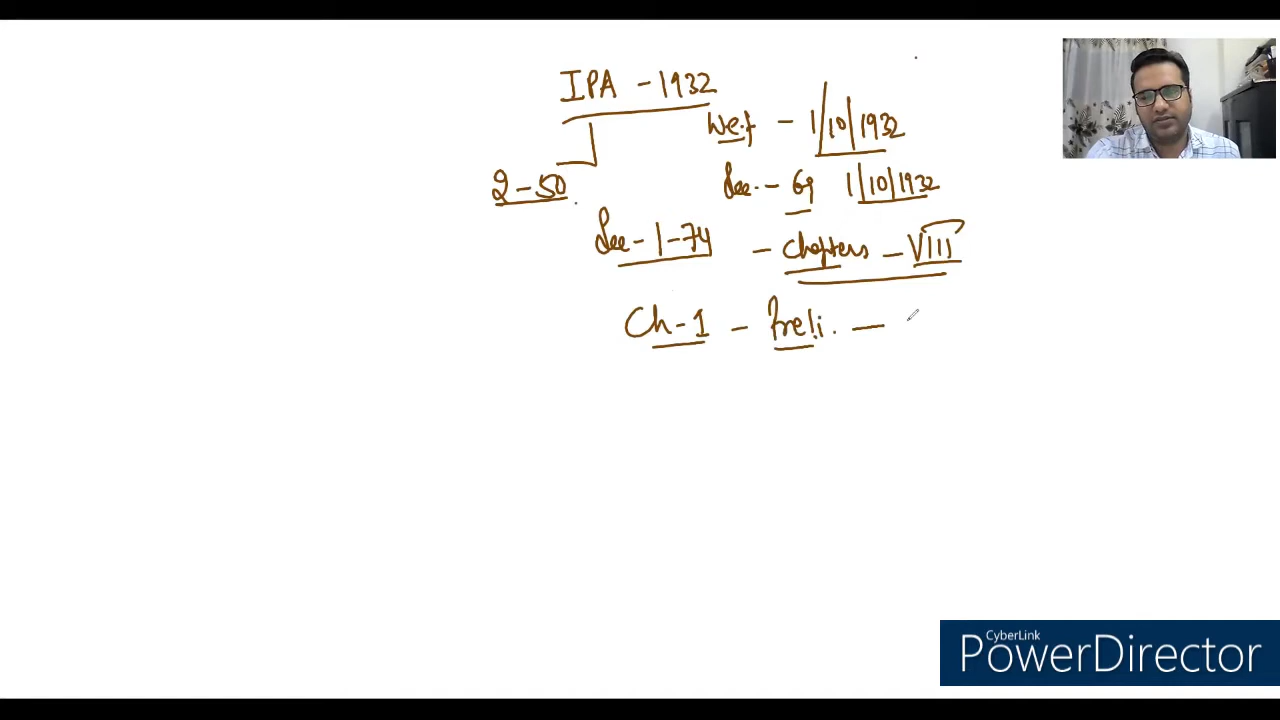 IPA - 1932
w.e.f - 1/10/1932
2-50
Sec. - 69 1/10/1932
Sec - 1 - 74 - Chapters - VIII
Ch-1 - Preli. -
CyberLink
PowerDirector